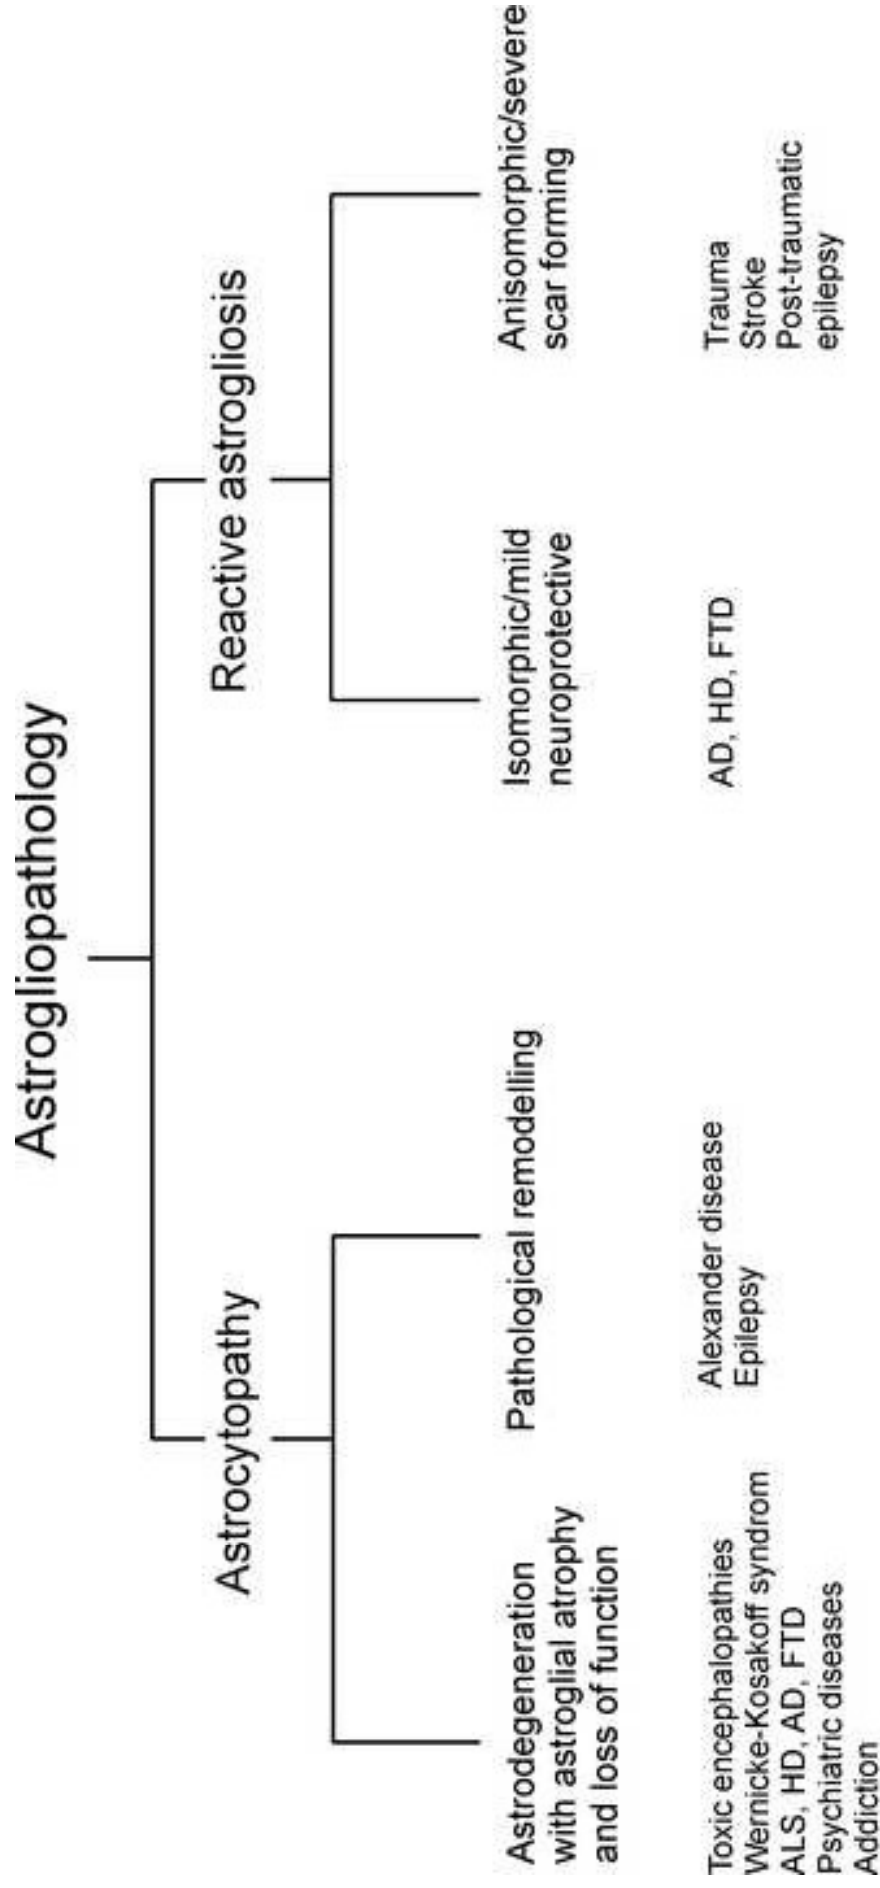 Astrogliopathology
Astrocytopathy
Reactive astrogliosis
Astrodegeneration
with astroglial atrophy
and loss of function
Pathological remodelling
Isomorphic/mild
neuroprotective
Anisomorphic/severe
scar forming
Toxic encephalopathies
Wernicke-Kosakoff syndrom
ALS, HD, AD, FTD
Psychiatric diseases
Addiction
Alexander disease
Epilepsy
AD, HD, FTD
Trauma
Stroke
Post-traumatic
epilepsy